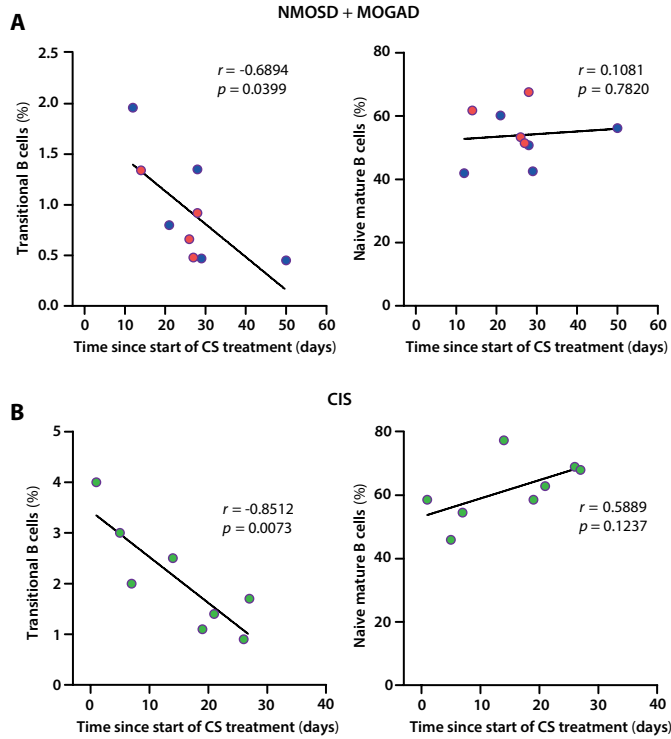 NMOSD + MOGAD
A
2.5
2.0
1.5
1.0
0.5
0.0
Transitional B cells (%)
r = -0.6894
p = 0.0399
0 10 20 30 40 50 60
Time since start of CS treatment (days)
80
60
40
20
0
Naive mature B cells (%)
r = 0.1081
p = 0.7820
0 10 20 30 40 50 60
Time since start of CS treatment (days)
CIS
B
5
4
3
2
1
0
Transitional B cells (%)
r = -0.8512
p = 0.0073
0 10 20 30 40
Time since start of CS treatment (days)
80
60
40
20
0
Naive mature B cells (%)
r = 0.5889
p = 0.1237
0 10 20 30 40
Time since start of CS treatment (days)